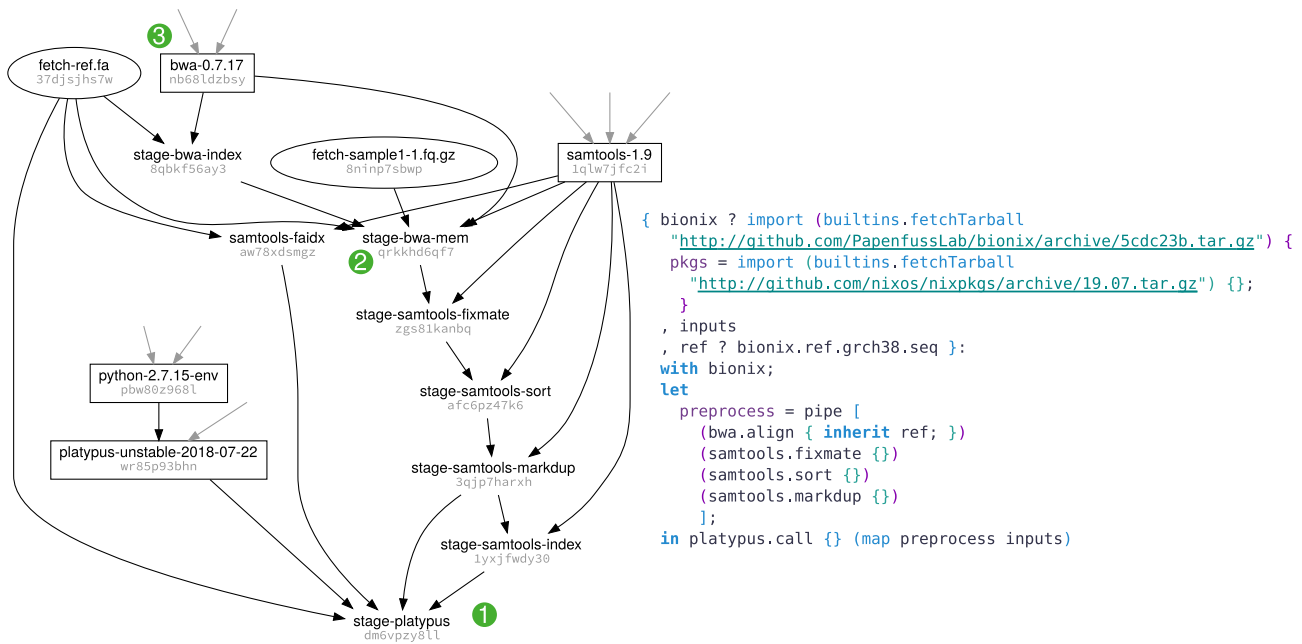 3
fetch-ref.fa
37djsjhs7w
bwa-0.7.17
nb68ldzbsy
stage-bwa-index
8qbkf56ay3
fetch-sample1-1.fq.gz
8ninp7sbwp
samtools-1.9
1qlw7jfc2i
samtools-faidx
aw78xdsmgz
stage-bwa-mem
qrkkhd6qf7
2
stage-samtools-fixmate
zgs81kanbq
python-2.7.15-env
pbw80z968l
stage-samtools-sort
afc6pz47k6
platypus-unstable-2018-07-22
wr85p93bhn
stage-samtools-markdup
3qjp7harxh
stage-samtools-index
1yxjfwdy30
stage-platypus
dm6vpzy8ll
1
{ bionix ? import (builtins.fetchTarball
"http://github.com/PapenfussLab/bionix/archive/5cdc23b.tar.gz") {
pkgs = import (builtins.fetchTarball
"http://github.com/nixos/nixpkgs/archive/19.07.tar.gz") {};
}
, inputs
, ref ? bionix.ref.grch38.seq }:
with bionix;
let
preprocess = pipe [
(bwa.align { inherit ref; })
(samtools.fixmate {})
(samtools.sort {})
(samtools.markdup {})
];
in platypus.call {} (map preprocess inputs)